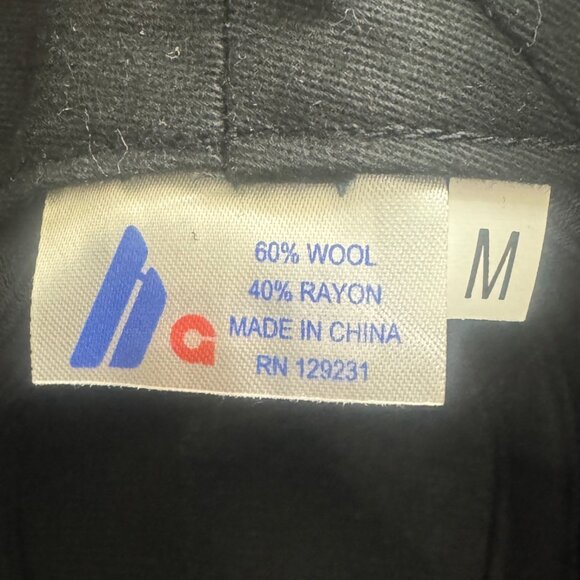 60% WOOL
40% RAYON
MADE IN CHINA
RN 129231
M